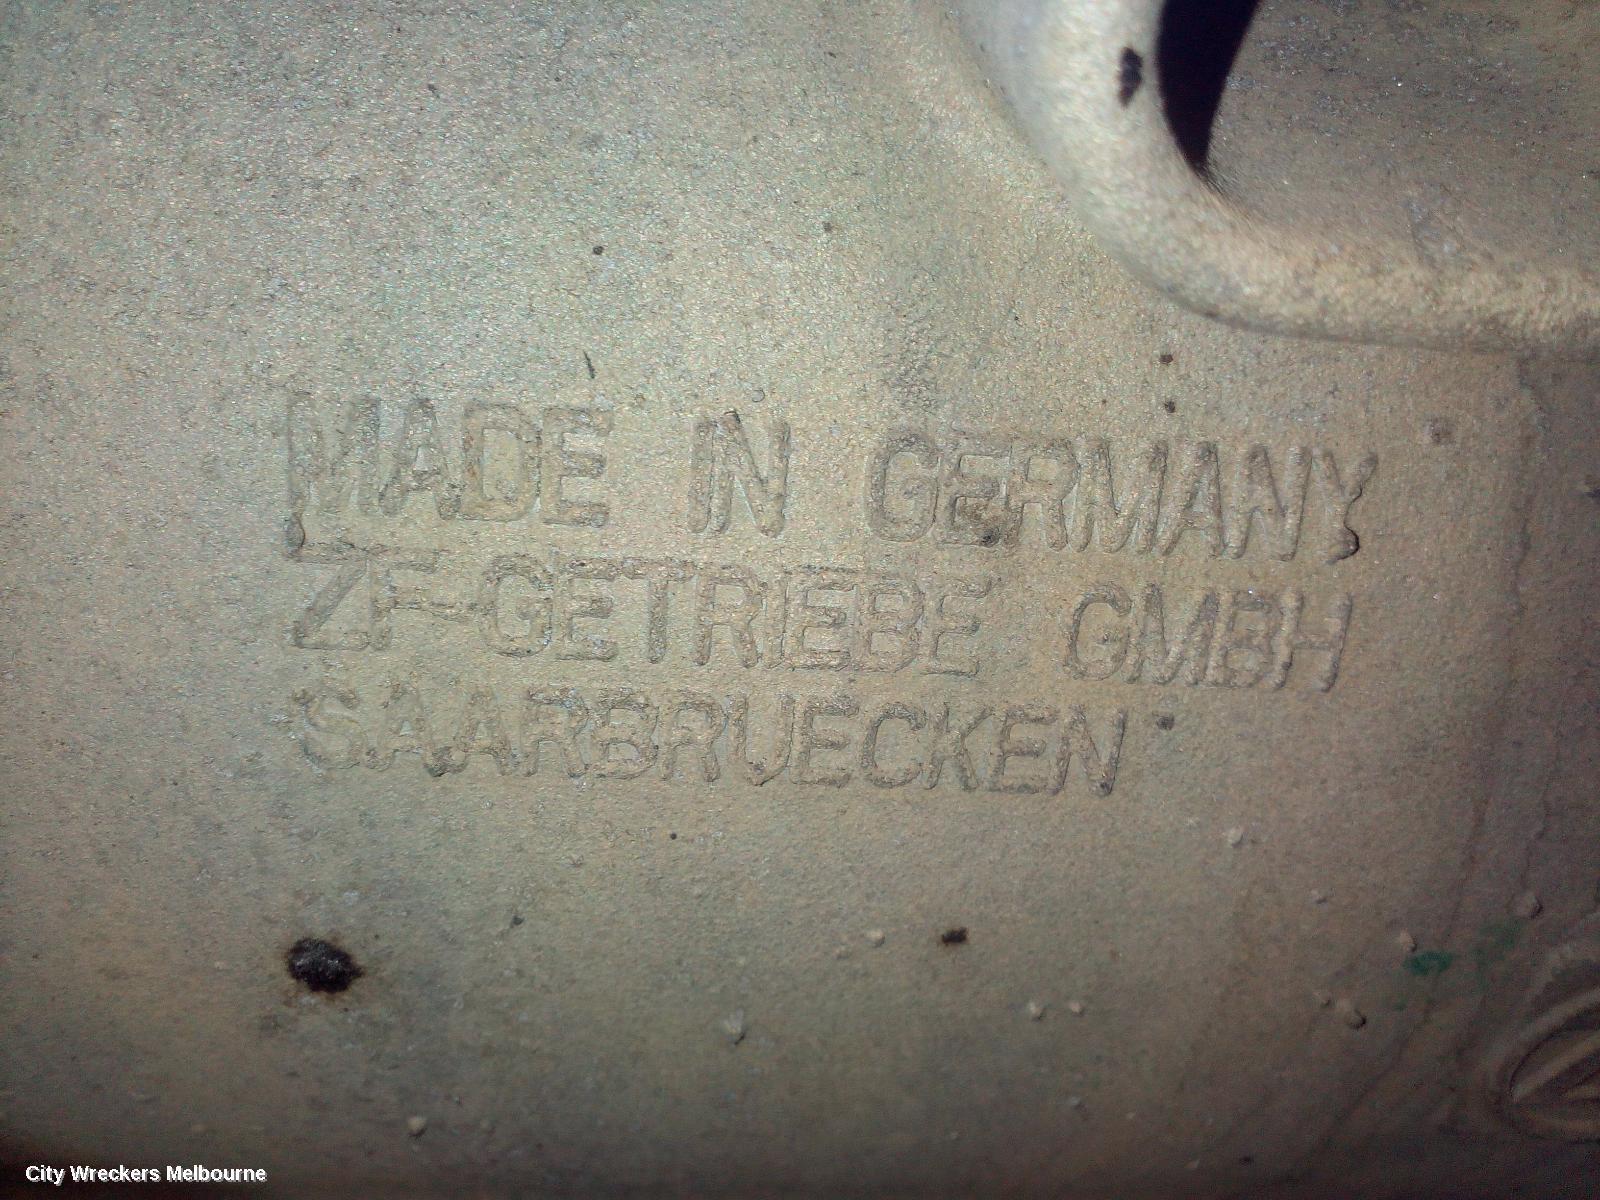 MADE IN GERMANY
ZF-GETRIEBE GMBH
SAARBRUECKEN
City Wreckers Melbourne